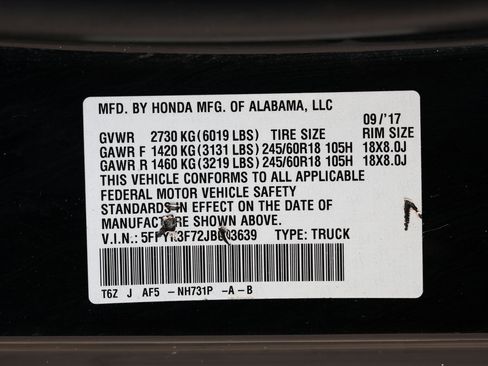 MFD. BY HONDA MFG. OF ALABAMA, LLC
09/'17
GVWR 2730 KG (6019 LBS) TIRE SIZE RIM SIZE
GAWR F 1420 KG (3131 LBS) 245/60R18 105H 18X8.0J
GAWR R 1460 KG (3219 LBS) 245/60R18 105H 18X8.0J
THIS VEHICLE CONFORMS TO ALL APPLICABLE
FEDERAL MOTOR VEHICLE SAFETY
STANDARDS IN EFFECT ON THE DATE OF
MANUFACTURE SHOWN ABOVE.
V.I.N.: TYPE: TRUCK
T6Z J AF5 -NH731P -A-B